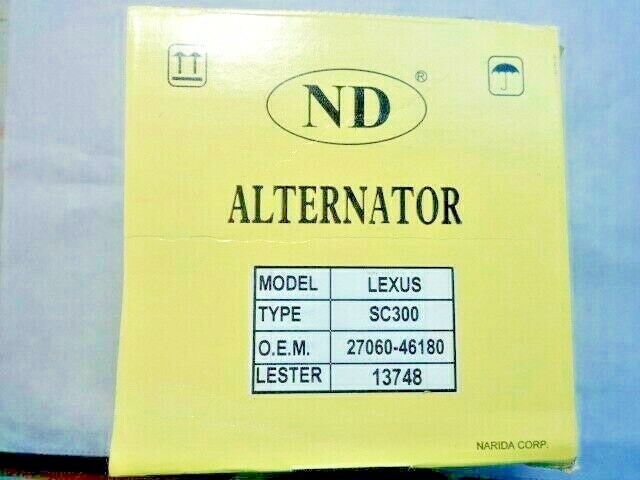 ND ®
ALTERNATOR
MODEL LEXUS
TYPE SC300
O.E.M. 27060-46180
LESTER 13748
NARIDA CORP.